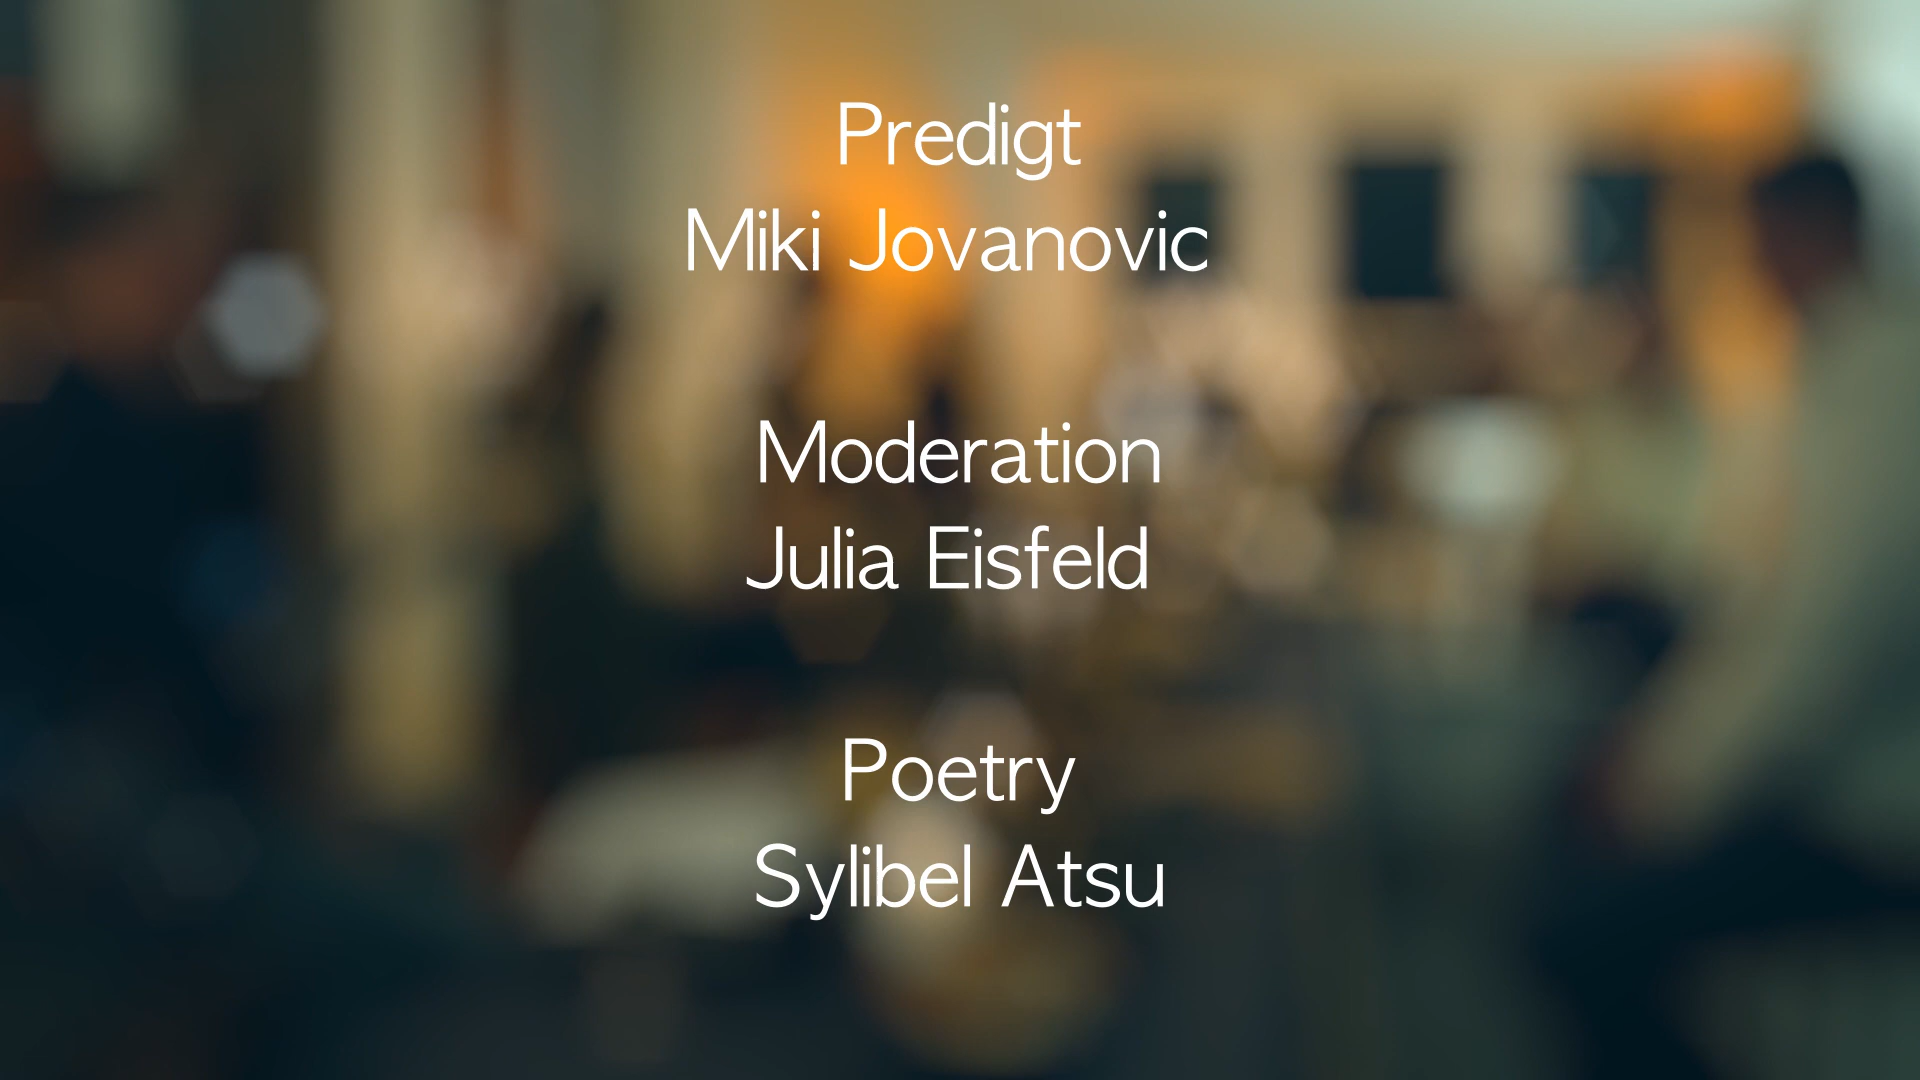 Predigt
Miki Jovanovic
Moderation
Julia Eisfeld
Poetry
Sylibel Atsu